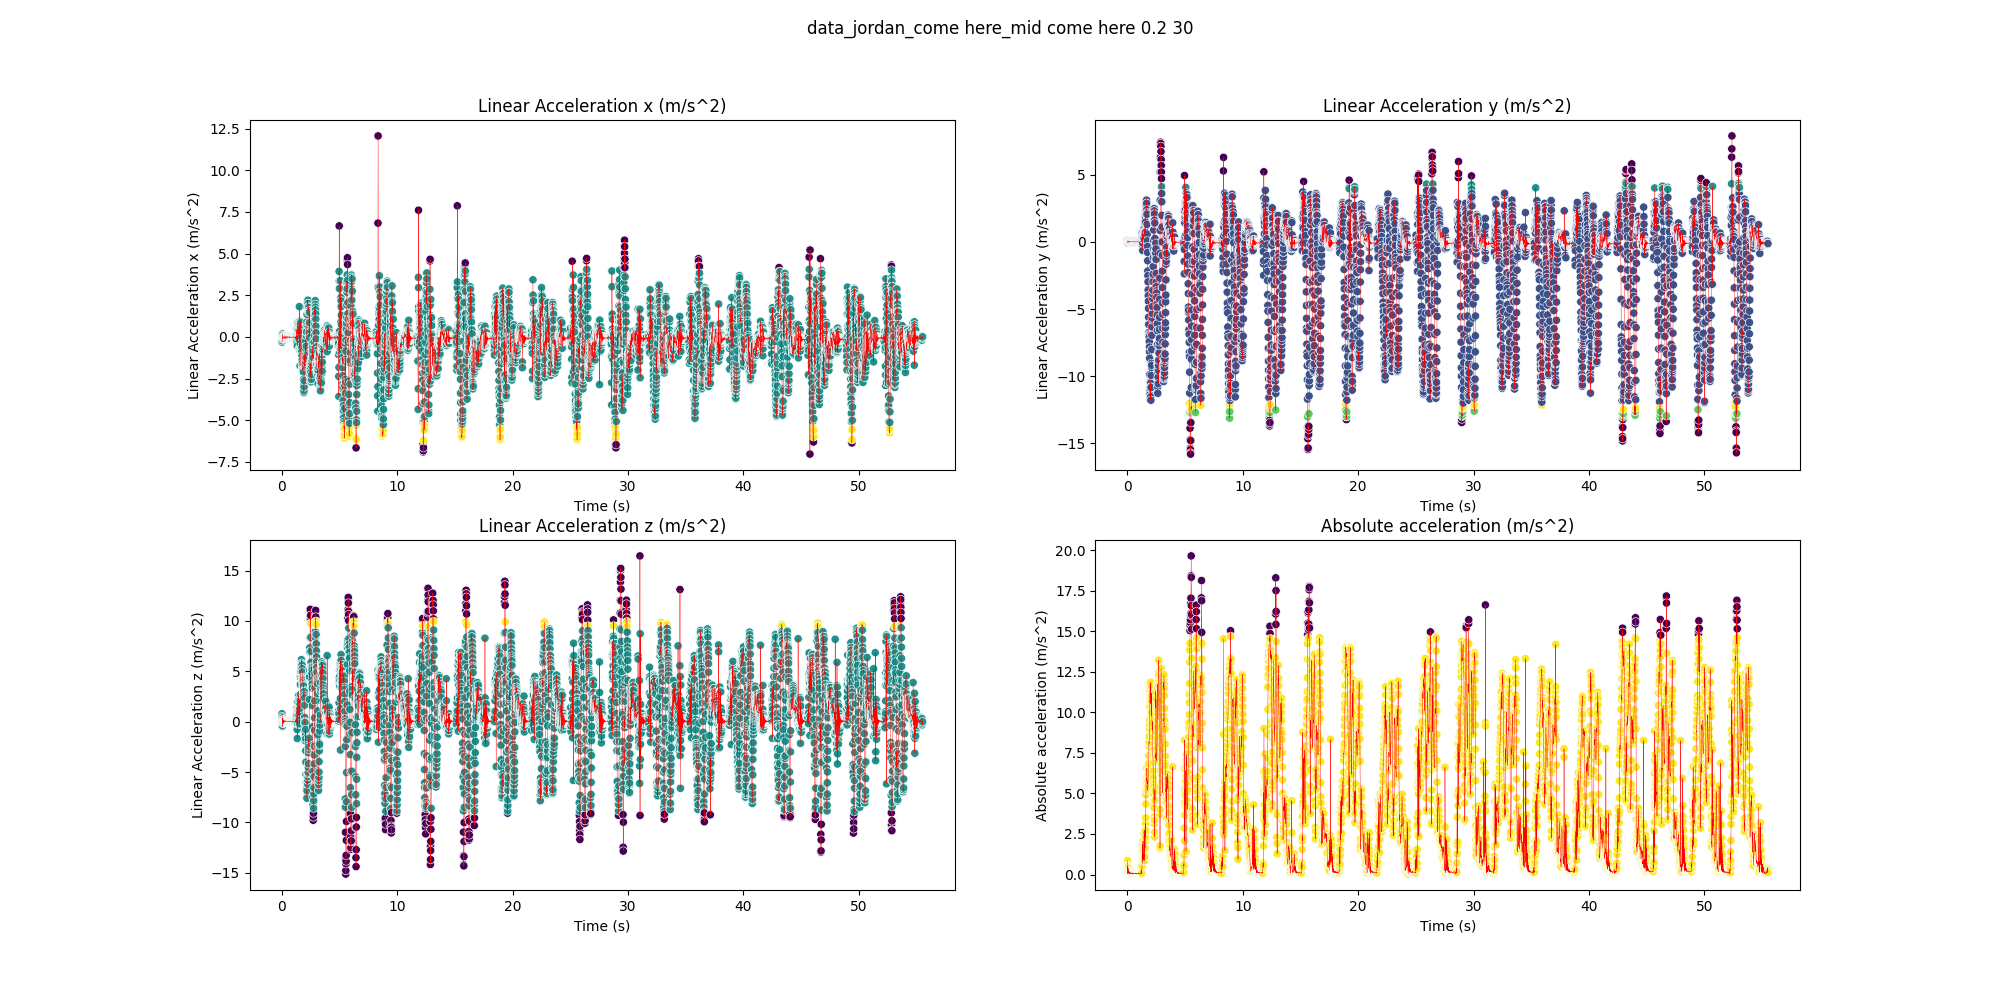 data_jordan_come here_mid come here 0.2 30
Linear Acceleration x (m/s^2)
Linear Acceleration x (m/s^2)
12.5
10.0
7.5
5.0
2.5
0.0
−2.5
−5.0
−7.5
0 10 20 30 40 50
Time (s)
Linear Acceleration y (m/s^2)
Linear Acceleration y (m/s^2)
5
0
−5
−10
−15
0 10 20 30 40 50
Time (s)
Linear Acceleration z (m/s^2)
Linear Acceleration z (m/s^2)
15
10
5
0
−5
−10
−15
0 10 20 30 40 50
Time (s)
Absolute acceleration (m/s^2)
Absolute acceleration (m/s^2)
20.0
17.5
15.0
12.5
10.0
7.5
5.0
2.5
0.0
0 10 20 30 40 50
Time (s)